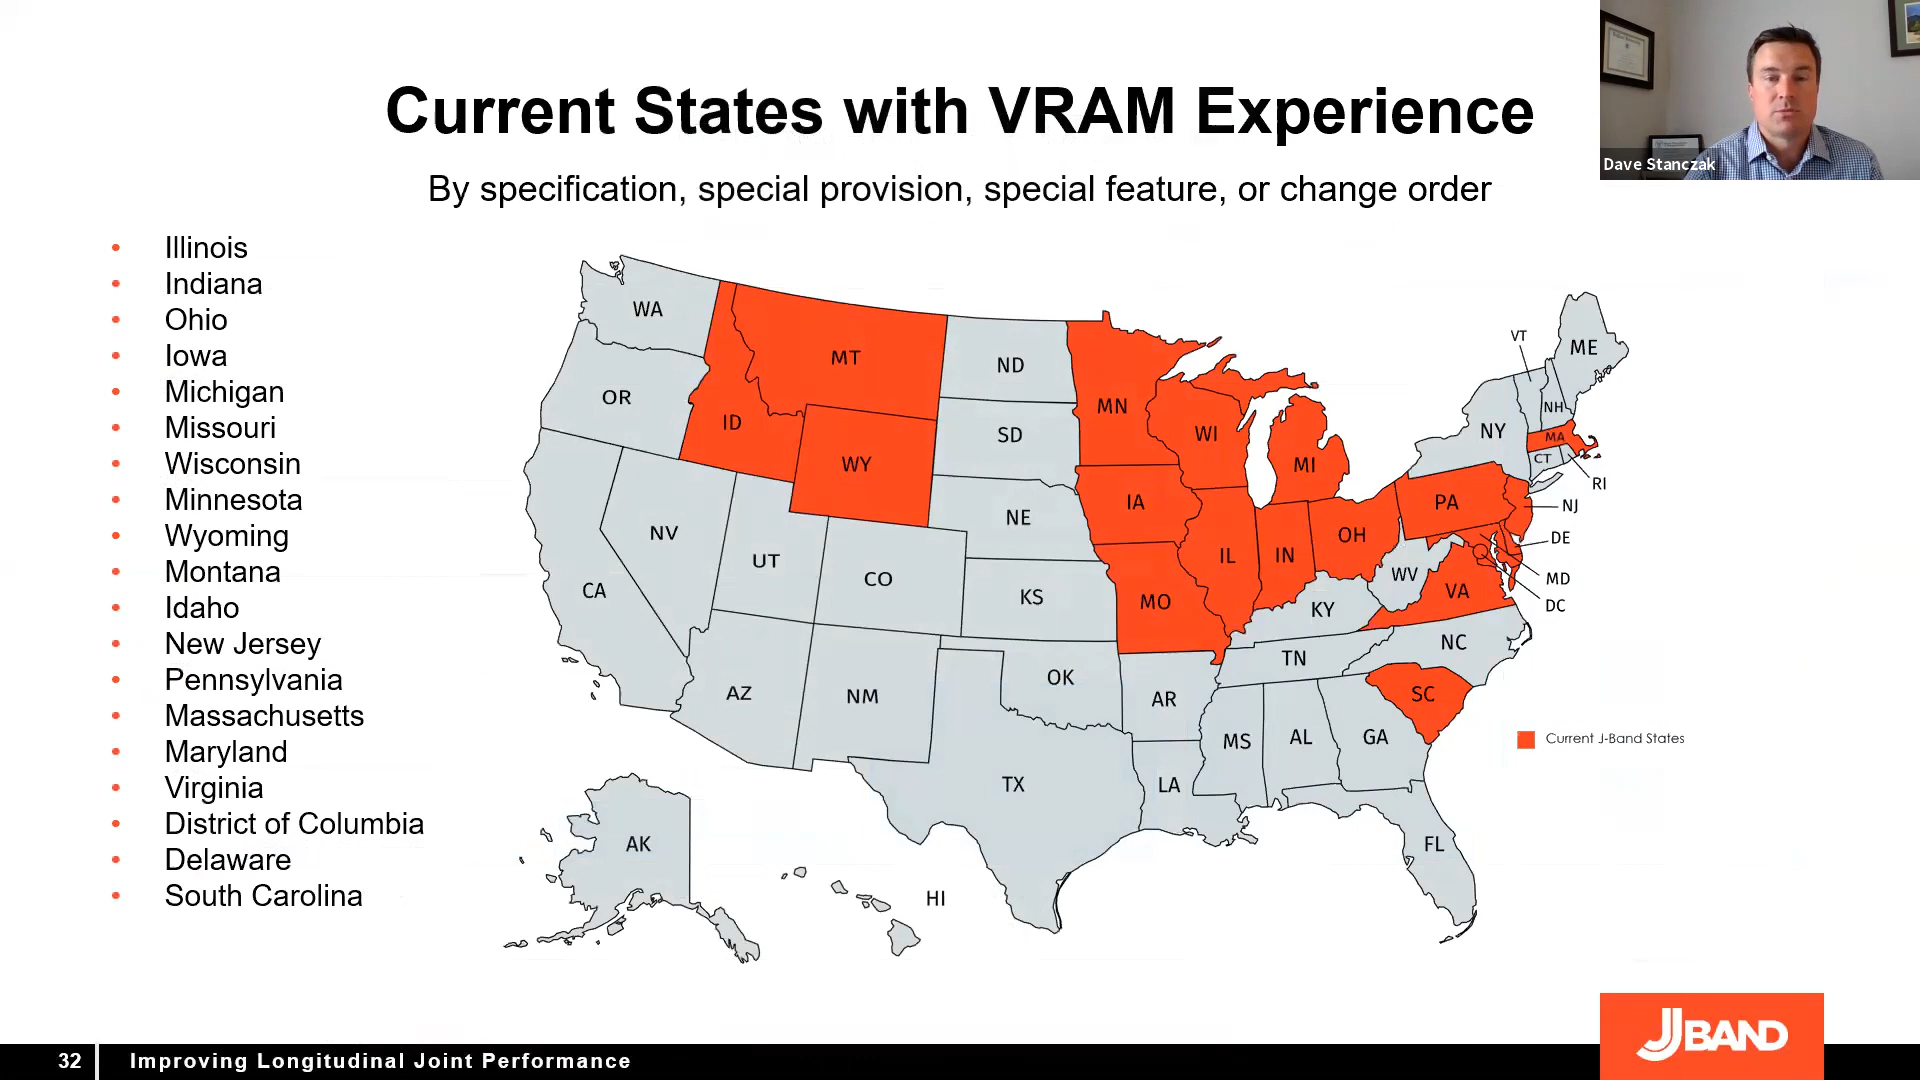 Current States with VRAM Experience
Dave Stanczak
By specification, special provision, special feature, or change order
• Illinois
• Indiana
• Ohio
• Iowa
• Michigan
• Missouri
• Wisconsin
• Minnesota
• Wyoming
• Montana
• Idaho
• New Jersey
• Pennsylvania
• Massachusetts
• Maryland
• Virginia
• District of Columbia
• Delaware
• South Carolina
WA
MT
ND
VT
ME
OR
ID
MN
NH
SD
WI
NY
MA
WY
MI
CT
RI
NE
IA
PA
NJ
NV
UT
CO
IL
IN
OH
DE
CA
KS
MO
WV
VA
MD
KY
DC
NC
TN
AZ
NM
OK
AR
SC
MS
AL
GA
Current J-Band States
TX
LA
AK
FL
HI
JBAND
32
Improving Longitudinal Joint Performance